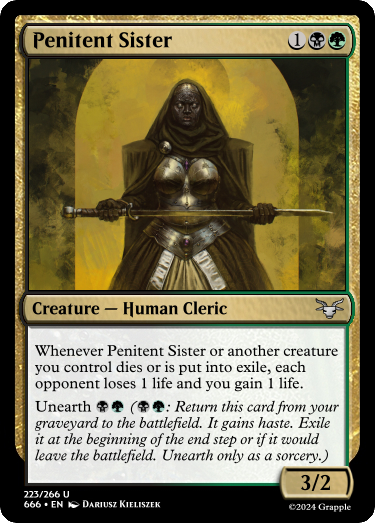 Penitent Sister 1
Creature — Human Cleric
Whenever Penitent Sister or another creature
you control dies or is put into exile, each
opponent loses 1 life and you gain 1 life.
Unearth (: Return this card from your
graveyard to the battlefield. It gains haste. Exile
it at the beginning of the end step or if it would
leave the battlefield. Unearth only as a sorcery.)
3/2
223/266 U
666 • EN Dariusz Kieliszek
©2024 Grapple